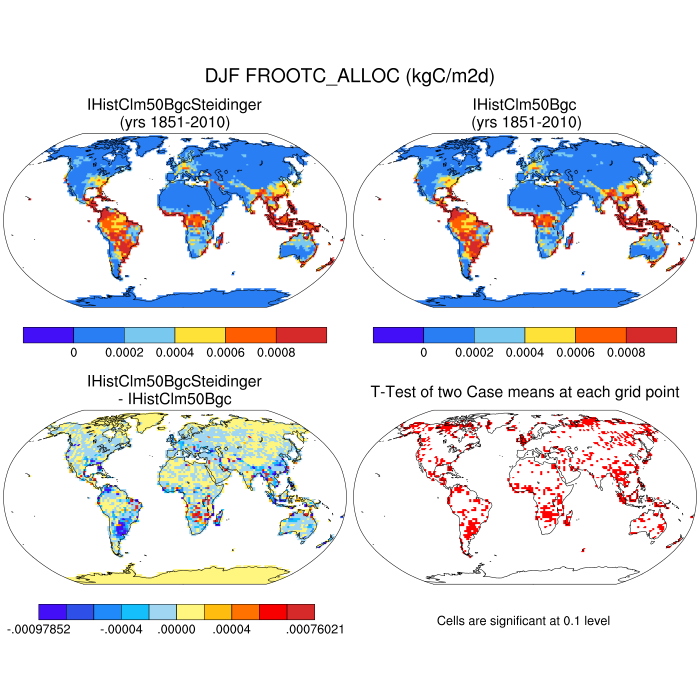 DJF FROOTC_ALLOC (kgC/m2d)
IHistClm50BgcSteidinger
(yrs 1851-2010)
IHistClm50Bgc
(yrs 1851-2010)
0 0.0002 0.0004 0.0006 0.0008
0 0.0002 0.0004 0.0006 0.0008
IHistClm50BgcSteidinger
- IHistClm50Bgc
T-Test of two Case means at each grid point
-.00097852 -.00004 .00000 .00004 .00076021
Cells are significant at 0.1 level